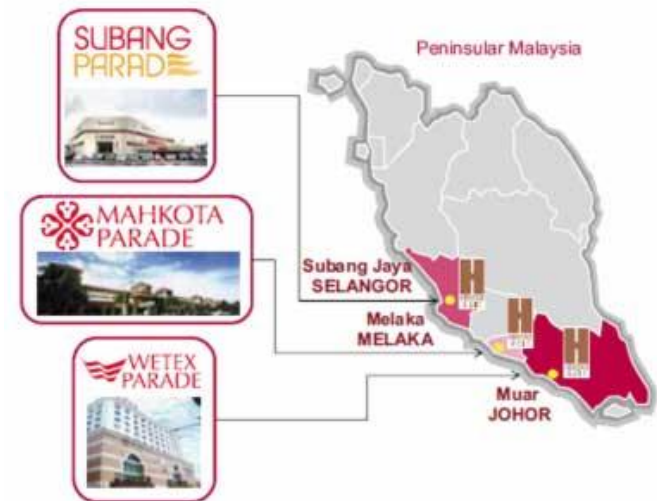 SUBANG
PARADE
Peninsular Malaysia
MAHKOTA
PARADE
Subang Jaya
SELANGOR
H
Melaka
MELAKA
H
H
WETEX
PARADE
Muar
JOHOR